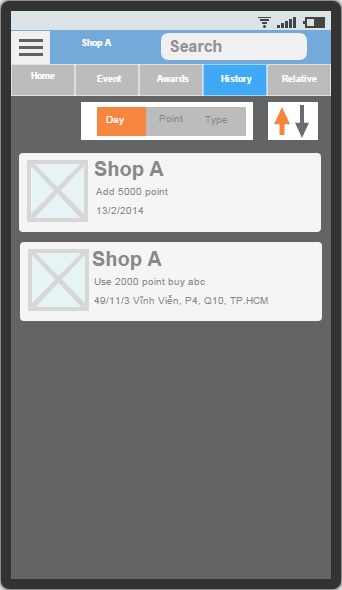 Shop A
Search
Home Event Awards History Relative
Day Point Type
Shop A
Add 5000 point
13/2/2014
Shop A
Use 2000 point buy abc
49/11/3 Vĩnh Viễn, P4, Q10, TP.HCM